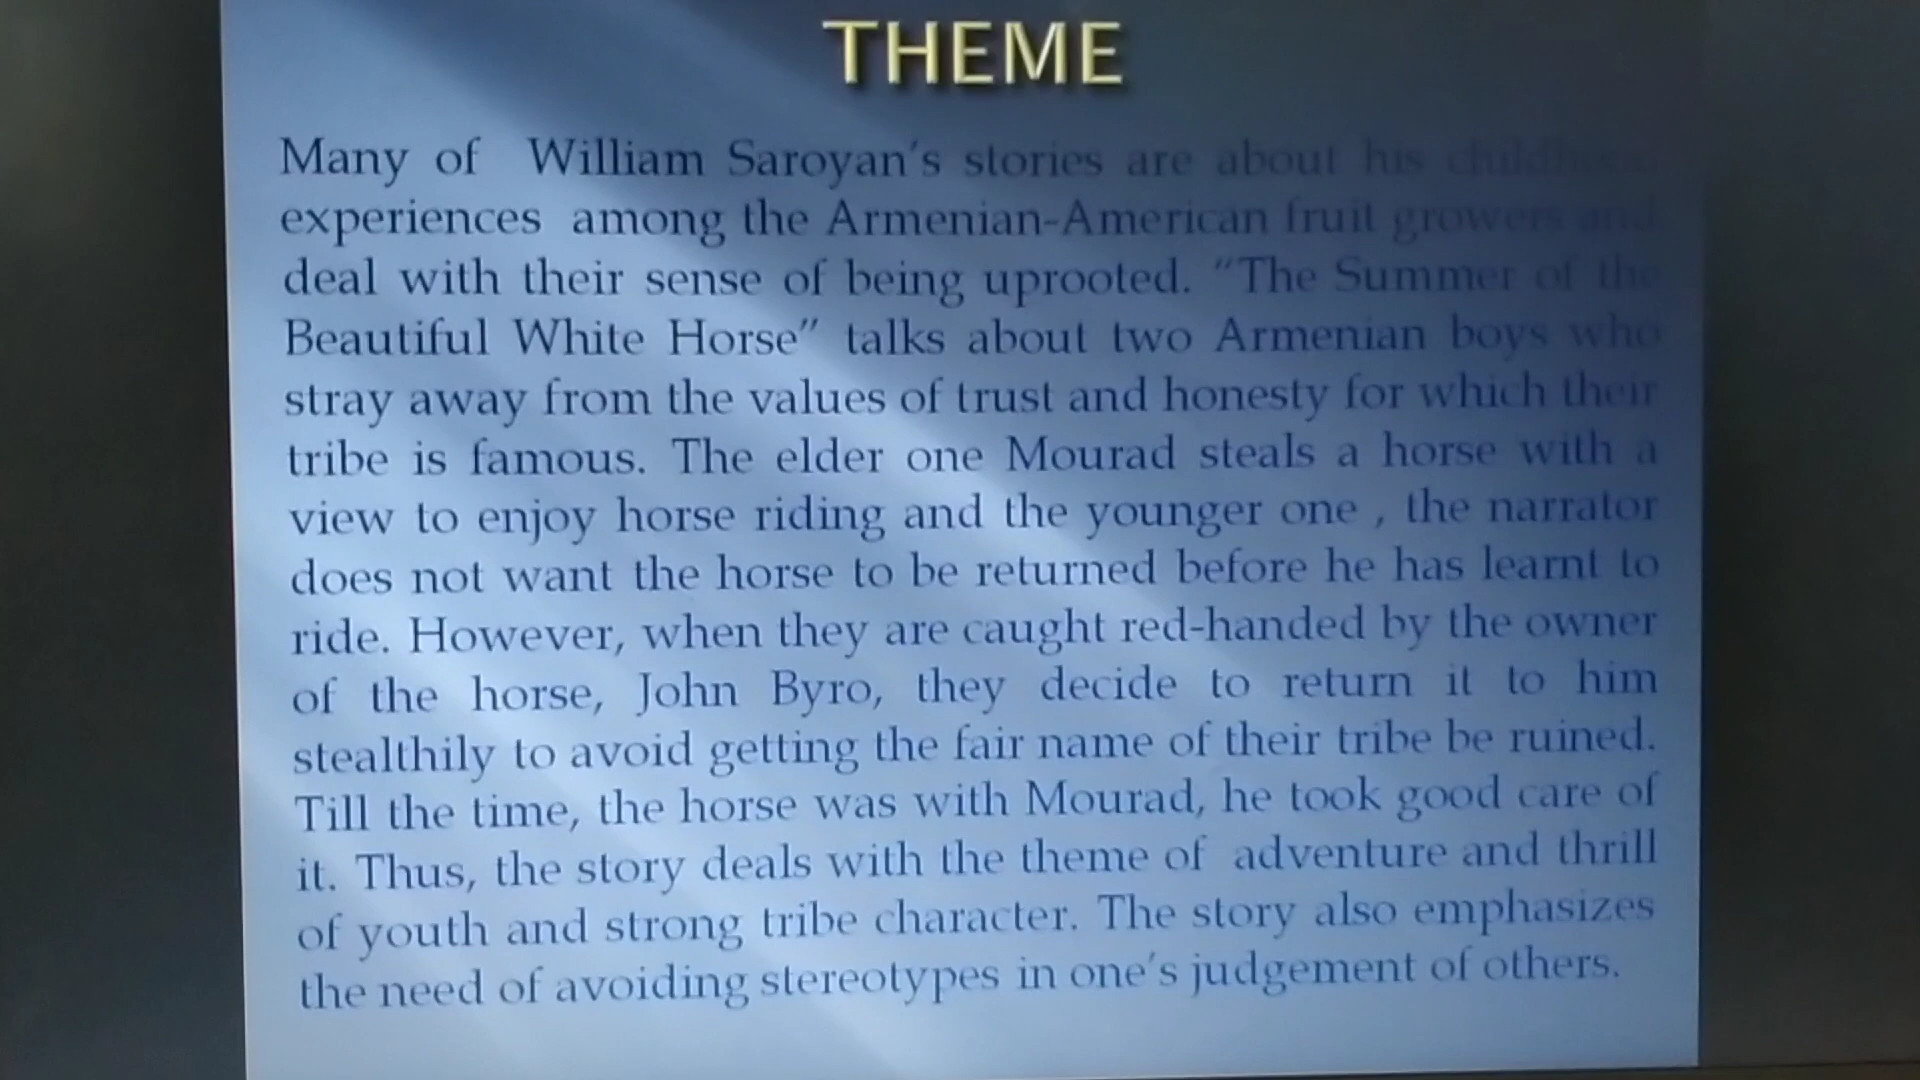 THEME
Many of William Saroyan's stories are about his childhood
experiences among the Armenian-American fruit growers and
deal with their sense of being uprooted. "The Summer of the
Beautiful White Horse" talks about two Armenian boys who
stray away from the values of trust and honesty for which their
tribe is famous. The elder one Mourad steals a horse with a
view to enjoy horse riding and the younger one , the narrator
does not want the horse to be returned before he has learnt to
ride. However, when they are caught red-handed by the owner
of the horse, John Byro, they decide to return it to him
stealthily to avoid getting the fair name of their tribe be ruined.
Till the time, the horse was with Mourad, he took good care of
it. Thus, the story deals with the theme of adventure and thrill
of youth and strong tribe character. The story also emphasizes
the need of avoiding stereotypes in one's judgement of others.